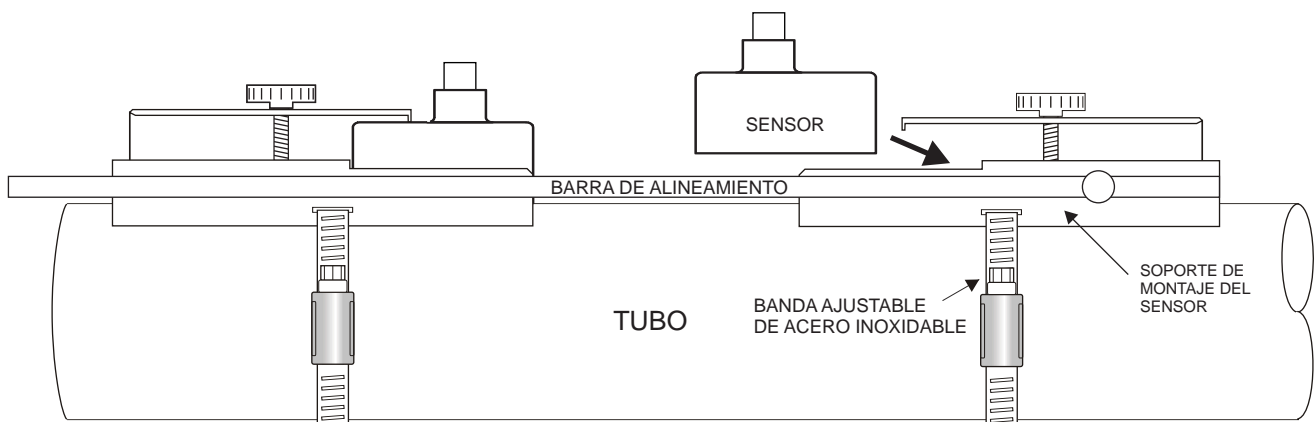 SENSOR
BARRA DE ALINEAMIENTO
TUBO
BANDA AJUSTABLE
DE ACERO INOXIDABLE
SOPORTE DE
MONTAJE DEL
SENSOR